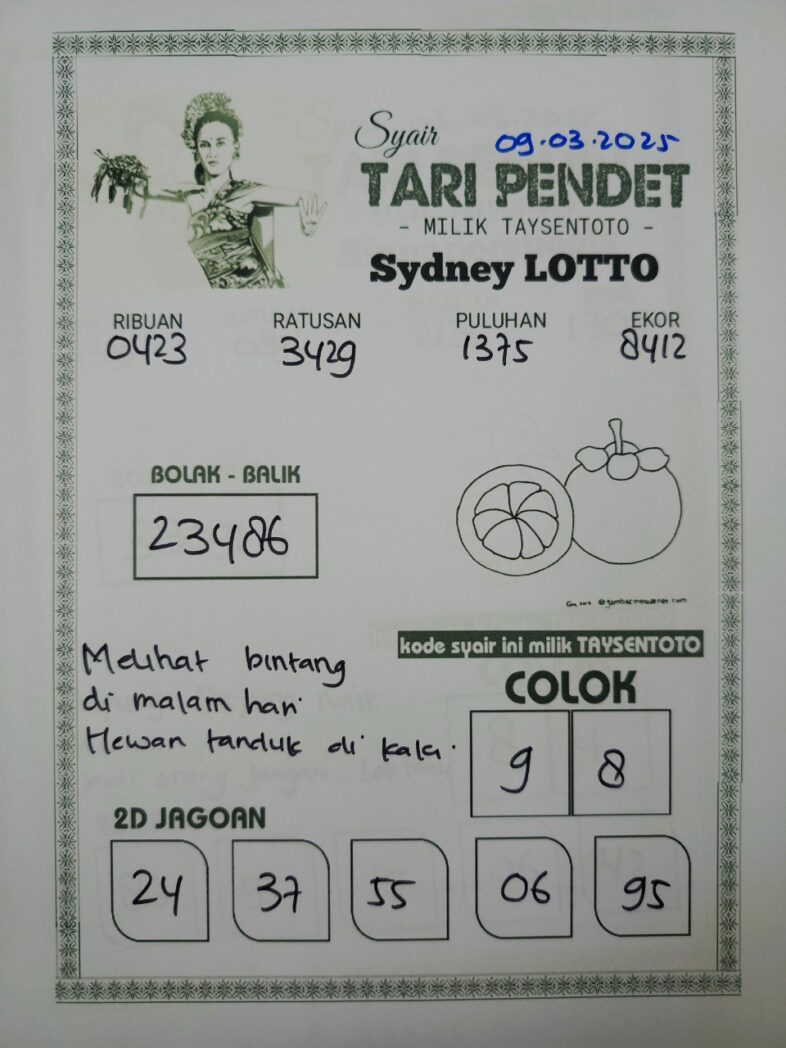 Syair 09.03.2025
TARI PENDET
- MILIK TAYSENTOTO -
Sydney LOTTO
RIBUAN RATUSAN PULUHAN EKOR
0423 3429 1375 8412
BOLAK - BALIK
23486
kode syair ini milik TAYSENTOTO
Melihat bintang
di malam hari
Hewan tanduk di kala
COLOK
9 8
2D JAGOAN
24 37 55 06 95